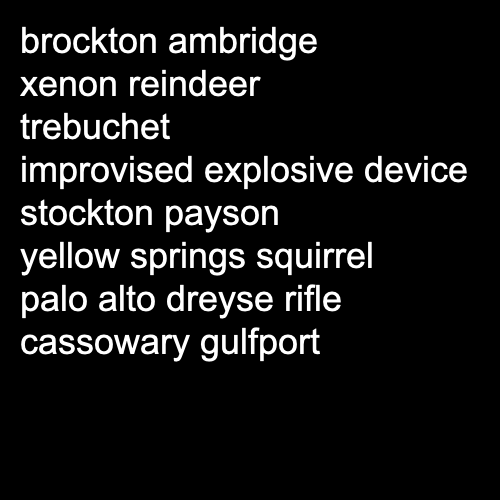 brockton ambridge
xenon reindeer
trebuchet
improvised explosive device
stockton payson
yellow springs squirrel
palo alto dreyse rifle
cassowary gulfport